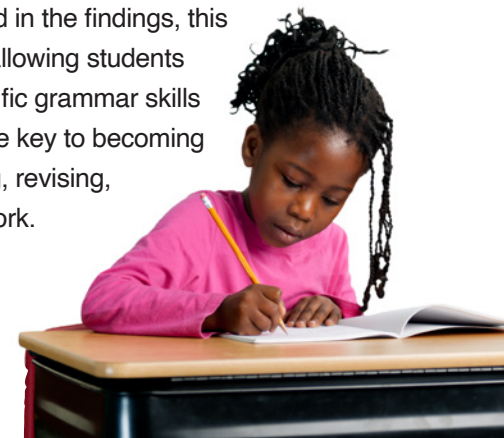 d in the findings, this
llowing students
fic grammar skills
e key to becoming
, revising,
ork.